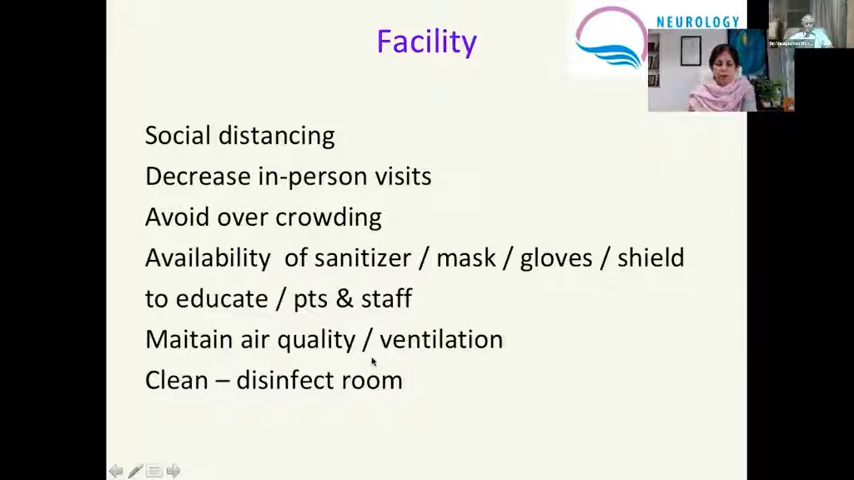 Facility
NEUROLOGY
Social distancing
Decrease in-person visits
Avoid over crowding
Availability of sanitizer / mask / gloves / shield
to educate / pts & staff
Maitain air quality / ventilation
Clean – disinfect room